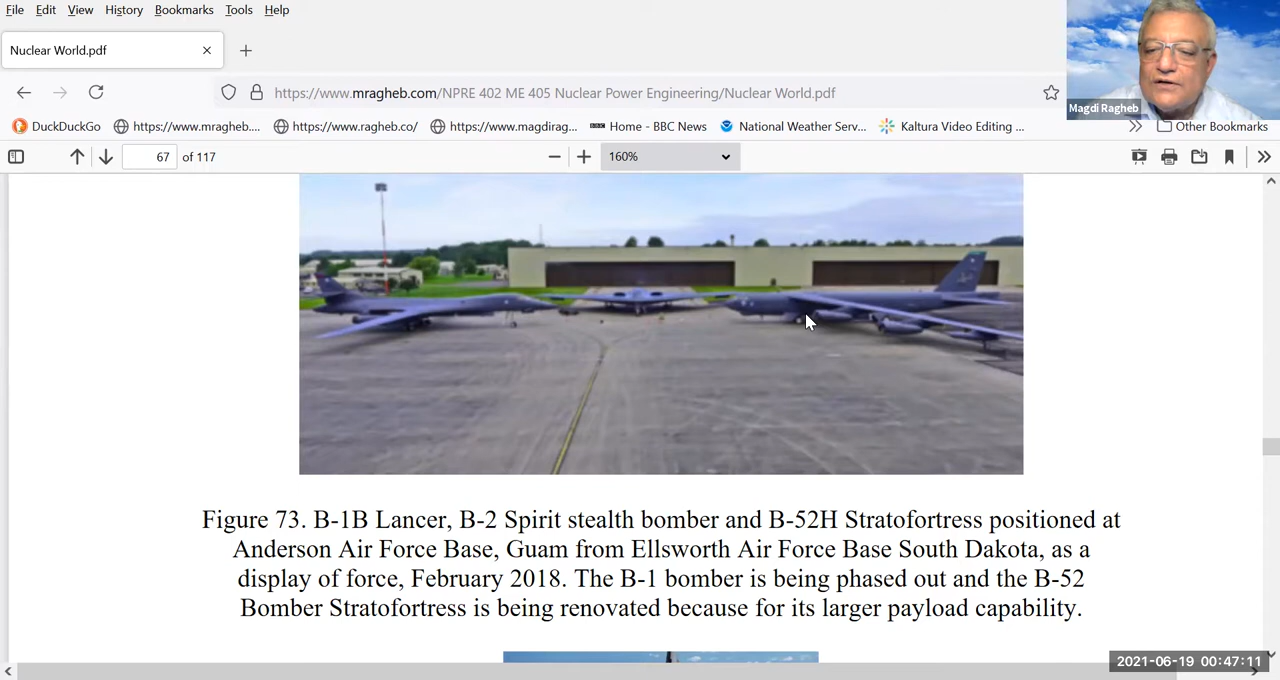 File Edit View History Bookmarks Tools Help
Nuclear World.pdf
https://www.mragheb.com/NPRE 402 ME 405 Nuclear Power Engineering/Nuclear World.pdf
Magdi Ragheb
DuckDuckGo https://www.mragheb.... https://www.ragheb.co/ https://www.magdirag... BBC Home - BBC News National Weather Serv... Kaltura Video Editing ... Other Bookmarks
67 of 117 160%
Figure 73. B-1B Lancer, B-2 Spirit stealth bomber and B-52H Stratofortress positioned at
Anderson Air Force Base, Guam from Ellsworth Air Force Base South Dakota, as a
display of force, February 2018. The B-1 bomber is being phased out and the B-52
Bomber Stratofortress is being renovated because for its larger payload capability.
2021-06-19 00:47:11